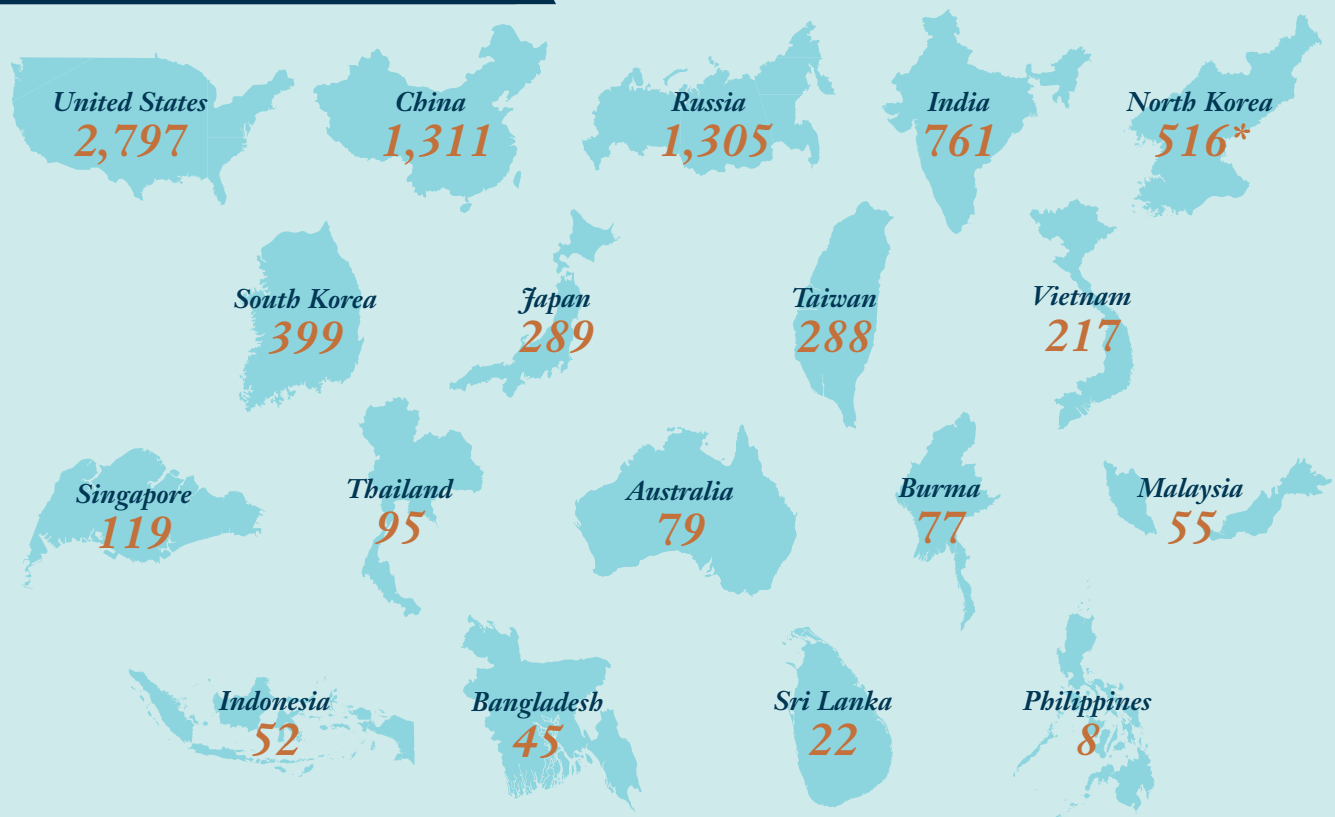 United States
2,797
China
1,311
Russia
1,305
India
761
North Korea
516*
South Korea
399
Japan
289
Taiwan
288
Vietnam
217
Singapore
119
Thailand
95
Australia
79
Burma
77
Malaysia
55
Indonesia
52
Bangladesh
45
Sri Lanka
22
Philippines
8